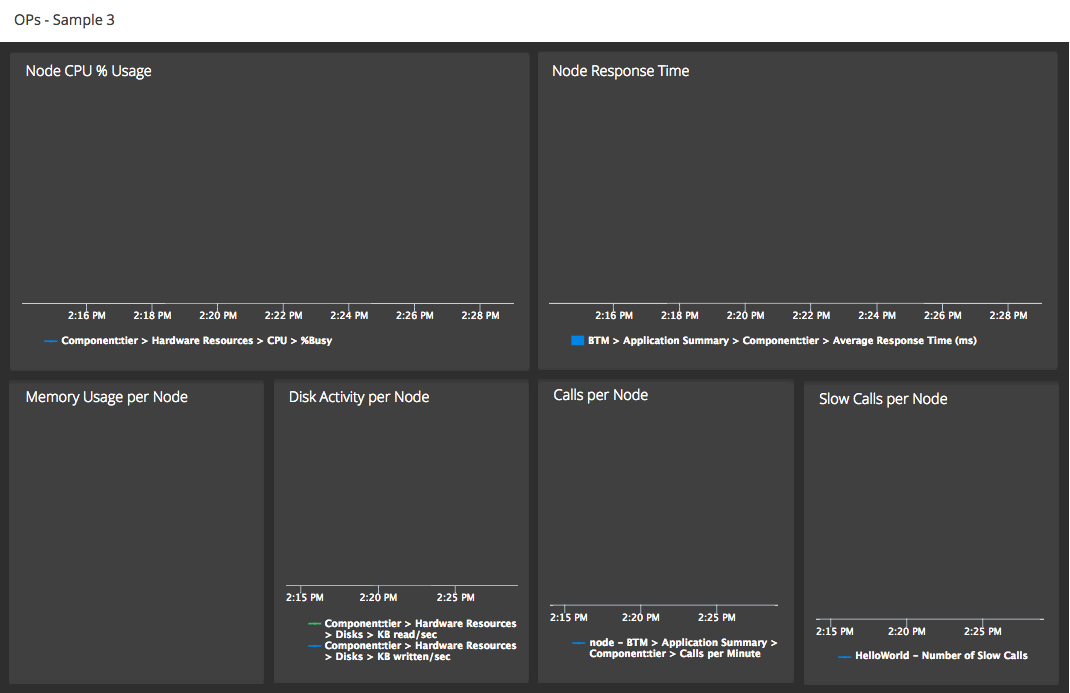 OPs - Sample 3
Node CPU % Usage
2:16 PM 2:18 PM 2:20 PM 2:22 PM 2:24 PM 2:26 PM 2:28 PM
Component:tier > Hardware Resources > CPU > %Busy
Node Response Time
2:16 PM 2:18 PM 2:20 PM 2:22 PM 2:24 PM 2:26 PM 2:28 PM
BTM > Application Summary > Component:tier > Average Response Time (ms)
Memory Usage per Node
Disk Activity per Node
2:15 PM 2:20 PM 2:25 PM
Component:tier > Hardware Resources
> Disks > KB read/sec
Component:tier > Hardware Resources
> Disks > KB written/sec
Calls per Node
2:15 PM 2:20 PM 2:25 PM
node - BTM > Application Summary >
Component:tier > Calls per Minute
Slow Calls per Node
2:15 PM 2:20 PM 2:25 PM
HelloWorld - Number of Slow Calls